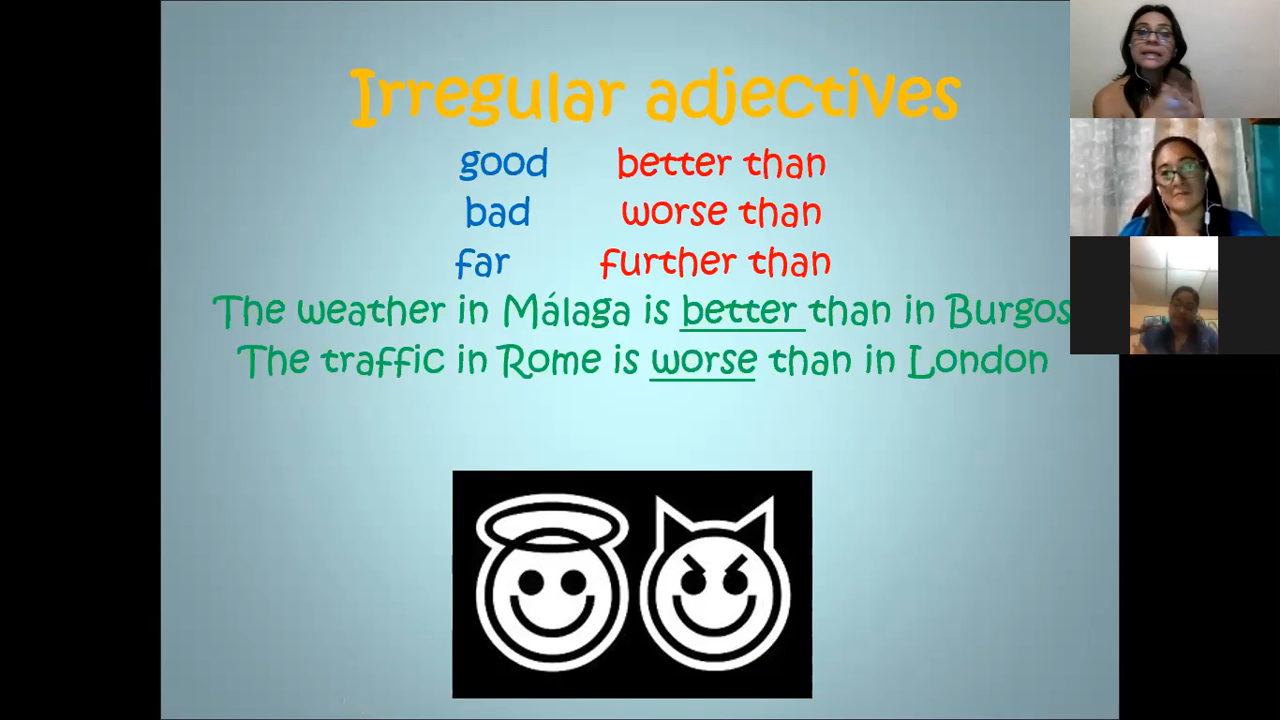 Irregular adjectives
good better than
bad worse than
far further than
The weather in Málaga is better than in Burgos
The traffic in Rome is worse than in London